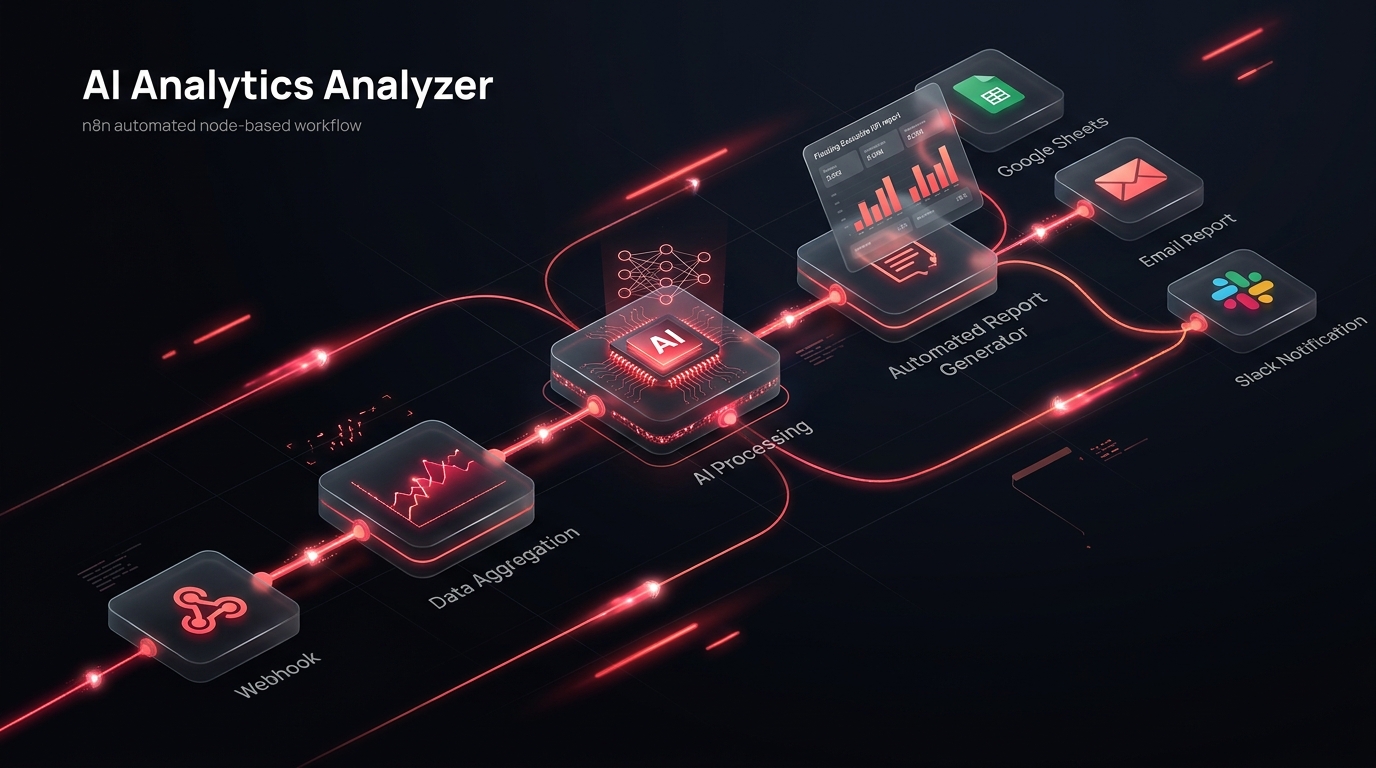 AI Analytics Analyzer
n8n automated node-based workflow
Google Sheets
Email Report
Slack Notification
Automated Report
Generator
AI
AI Processing
Data Aggregation
Webhook